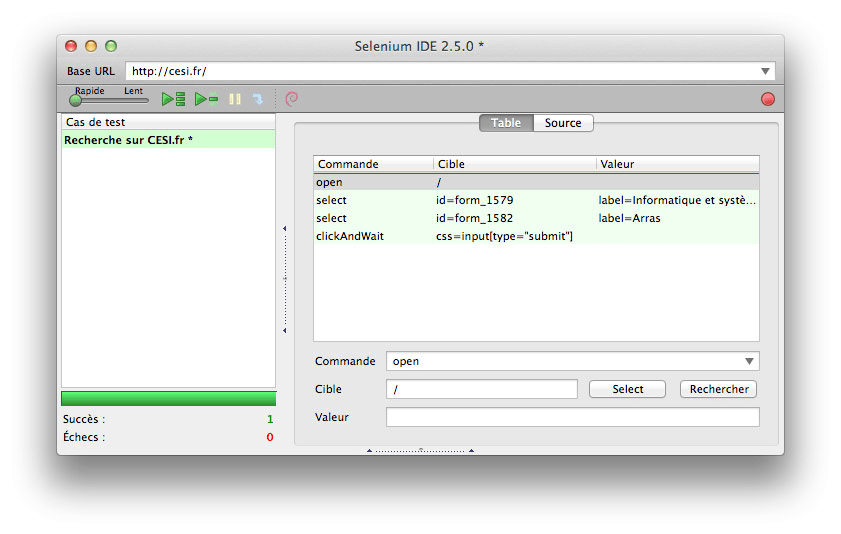 Selenium IDE 2.5.0 *
Base URL http://cesi.fr/
Rapide Lent
Cas de test
Recherche sur CESI.fr *
Table Source
Commande Cible Valeur
open /
select id=form_1579 label=Informatique et systè...
select id=form_1582 label=Arras
clickAndWait css=input[type="submit"]
Commande open
Cible / Select Rechercher
Valeur
Succès : 1
Échecs : 0